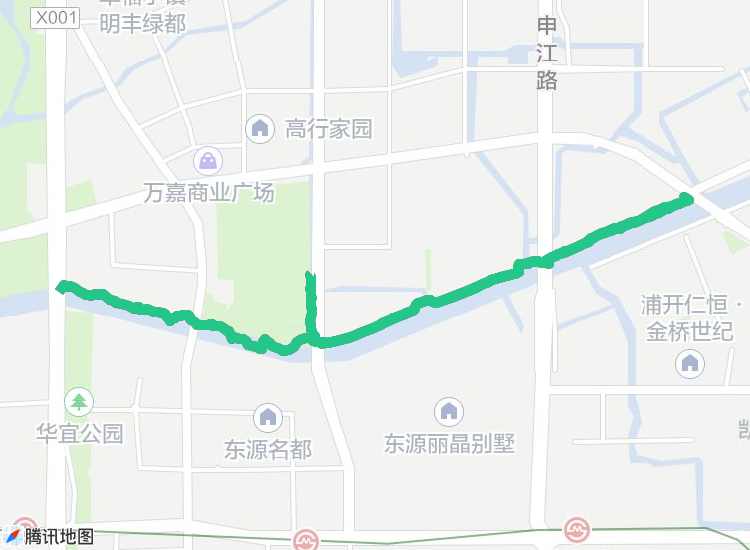 X001
明丰绿都
申江路
高行家园
万嘉商业广场
浦开仁恒·
金桥世纪
华宜公园
东源名都
东源丽晶别墅
腾讯地图